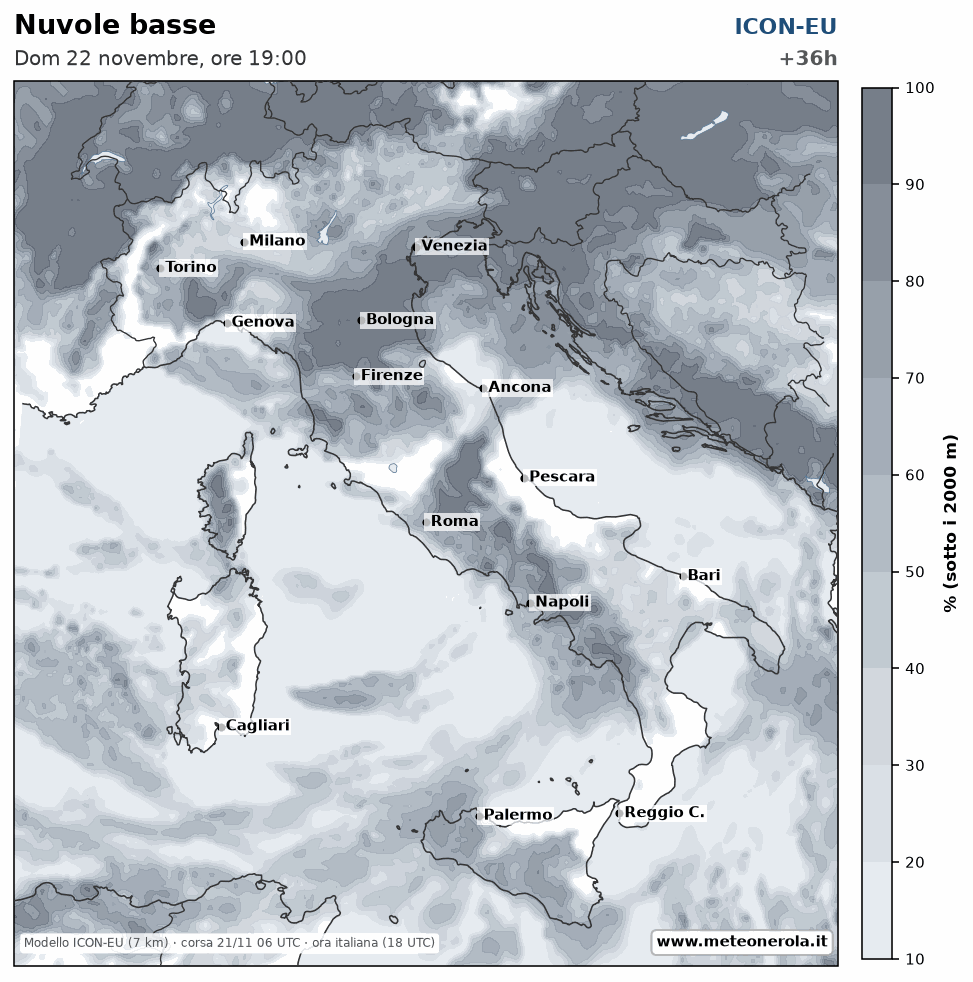 Nuvole basse
ICON-EU
Dom 22 novembre, ore 19:00
+36h
Milano
Venezia
Torino
Genova
Bologna
Firenze
Ancona
Pescara
Roma
Bari
Napoli
Cagliari
Palermo
Reggio C.
100
90
80
70
60
50
40
30
20
10
% (sotto i 2000 m)
Modello ICON-EU (7 km) · corsa 21/11 06 UTC · ora italiana (18 UTC)
www.meteonerola.it